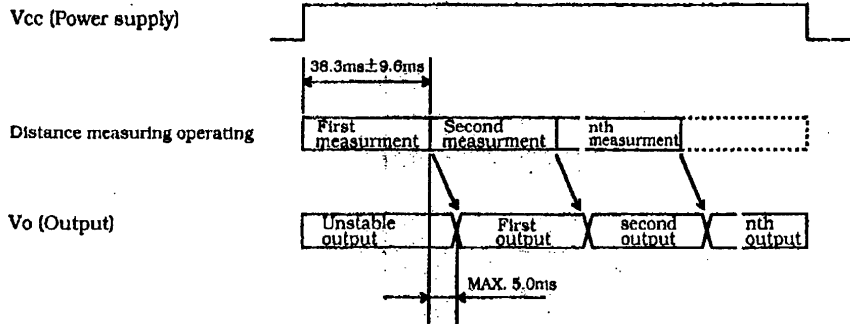 Vcc (Power supply)
38.3ms±9.6ms
Distance measuring operating
First
measurment
Second
measurment
nth
measurment
Vo (Output)
Unstable
output
First
output
second
output
nth
output
MAX. 5.0ms